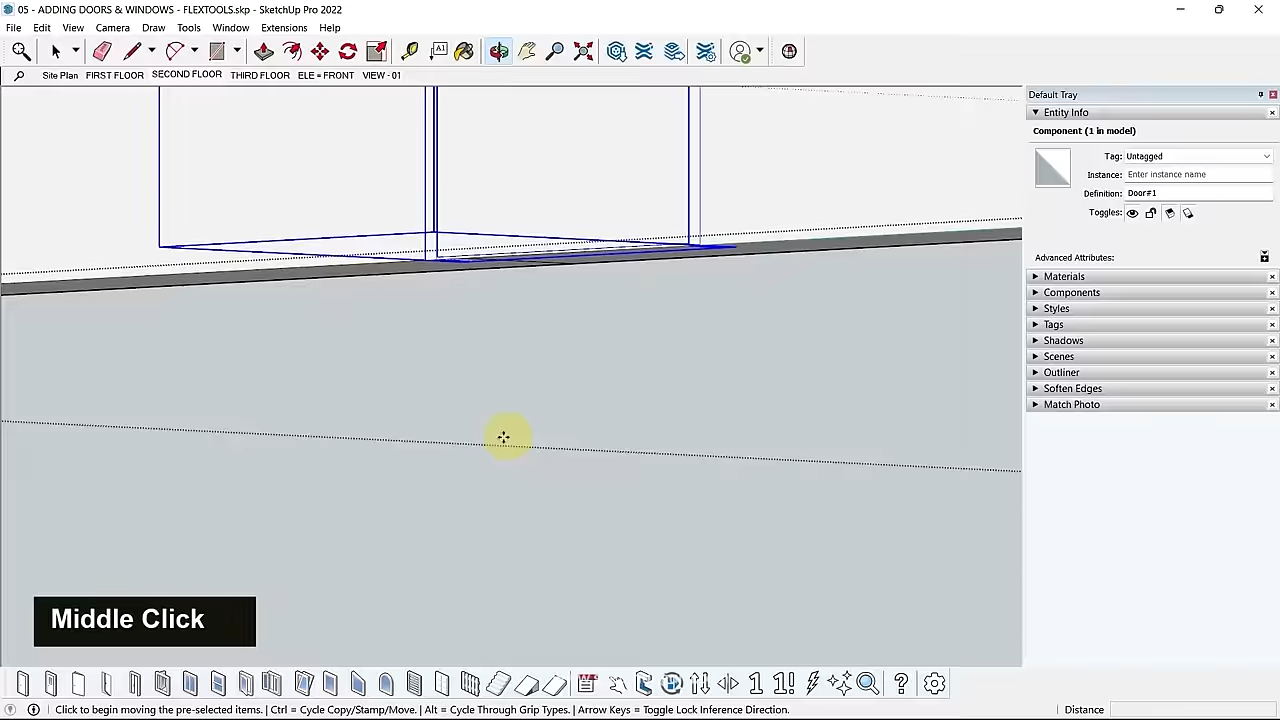 05 - ADDING DOORS & WINDOWS - FLEXTOOLS.skp - SketchUp Pro 2022
File Edit View Camera Draw Tools Window Extensions Help
Site Plan FIRST FLOOR SECOND FLOOR THIRD FLOOR ELE = FRONT VIEW - 01
Default Tray
Entity Info
Component (1 in model)
Tag: Untagged
Instance: Enter instance name
Definition: Door#1
Toggles:
Advanced Attributes:
Materials
Components
Styles
Tags
Shadows
Scenes
Outliner
Soften Edges
Match Photo
Middle Click
Click to begin moving the pre-selected items. | Ctrl = Cycle Copy/Stamp/Move. | Alt = Cycle Through Grip Types. | Arrow Keys = Toggle Lock Inference Direction.
Distance